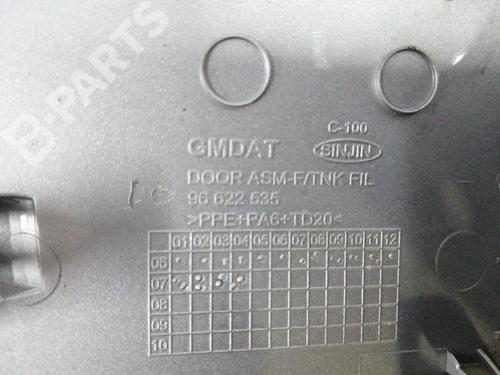 B-PARTS
C-100
GMDAT SINJIN
DOOR ASM-F/TNK FIL
96 622 535
>PPE+PA6+TD20<
01 02 03 04 05 06 07 08 09 10 11 12
06
07
08
09
10